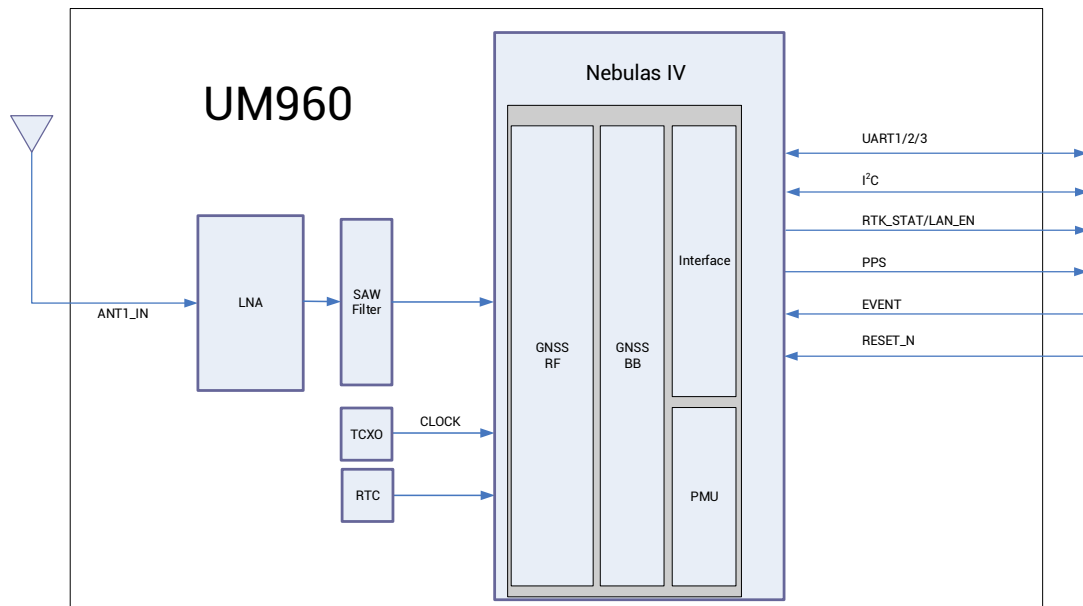 Nebulas IV
UM960
UART1/2/3
I²C
RTK_STAT/LAN_EN
Interface
PPS
LNA
SAW
Filter
EVENT
ANT1_IN
RESET_N
GNSS
RF
GNSS
BB
TCXO
CLOCK
RTC
PMU